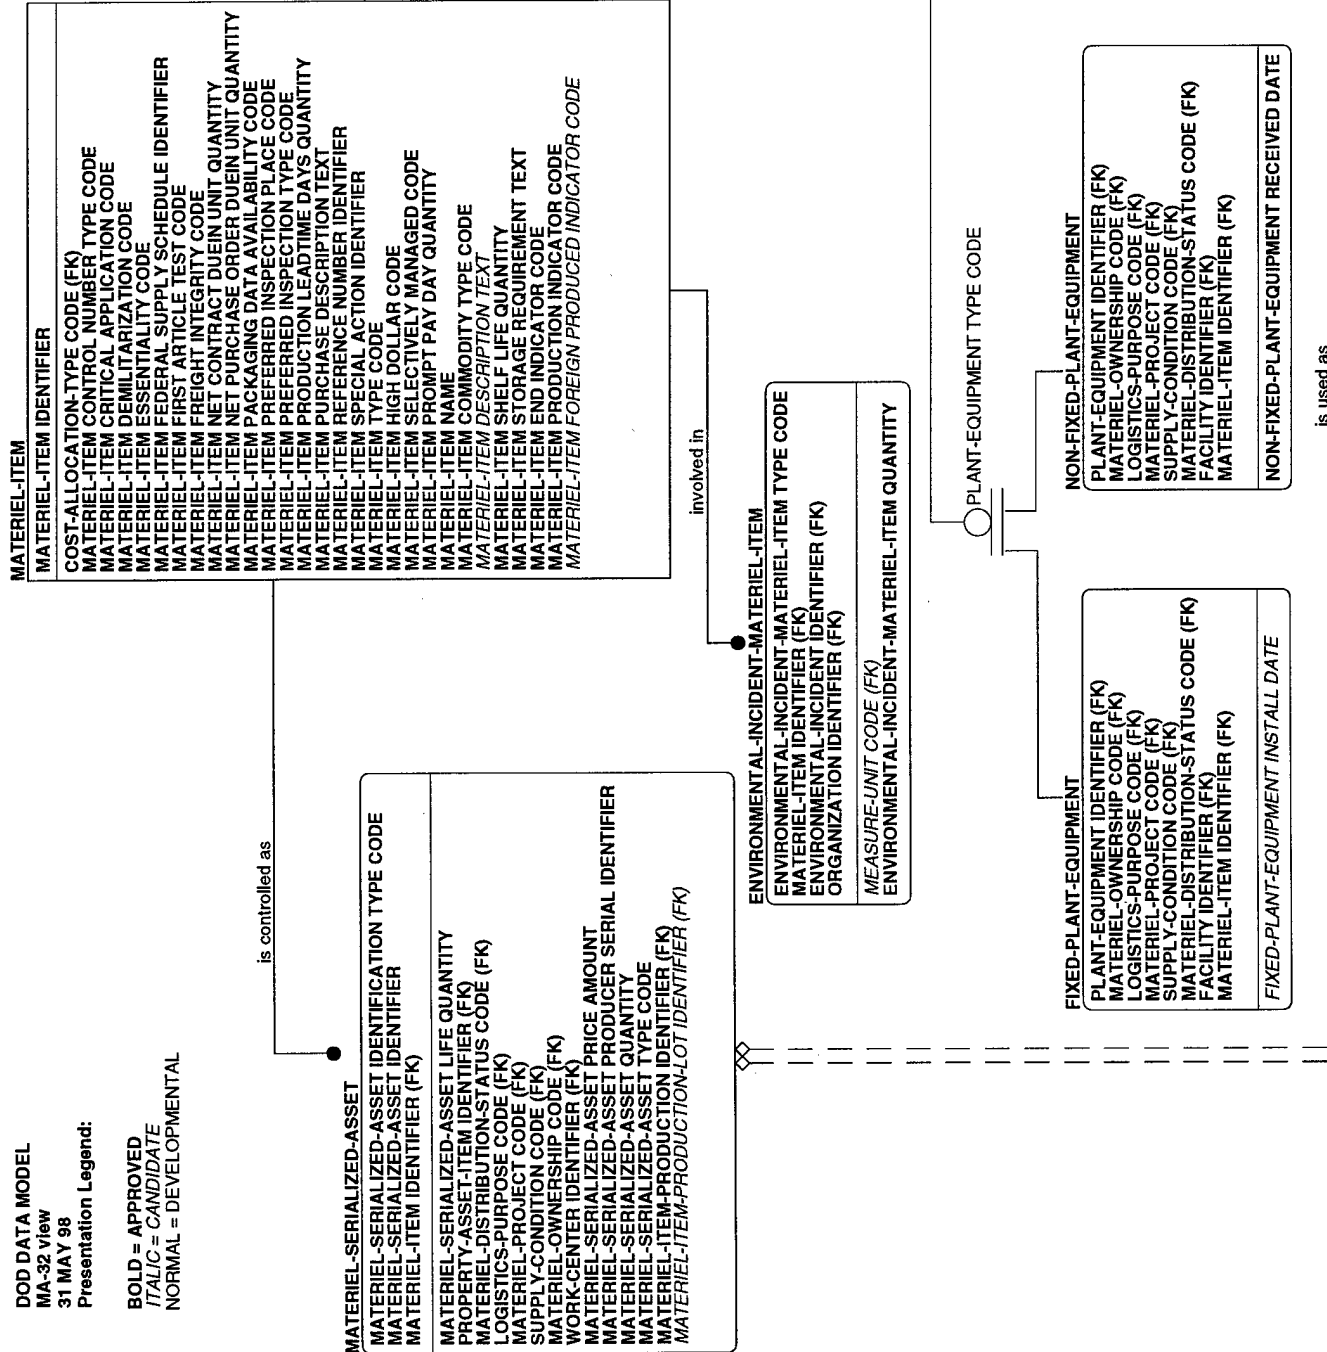 DOD DATA MODEL
MA-32 view
31 MAY 98
Presentation Legend:
BOLD = APPROVED
ITALIC = CANDIDATE
NORMAL = DEVELOPMENTAL
MATERIEL-ITEM
MATERIEL-ITEM IDENTIFIER
COST-ALLOCATION-TYPE CODE (FK)
MATERIEL-ITEM CONTROL NUMBER TYPE CODE
MATERIEL-ITEM CRITICAL APPLICATION CODE
MATERIEL-ITEM DEMILITARIZATION CODE
MATERIEL-ITEM ESSENTIALITY CODE
MATERIEL-ITEM FEDERAL SUPPLY SCHEDULE IDENTIFIER
MATERIEL-ITEM FIRST ARTICLE TEST CODE
MATERIEL-ITEM FREIGHT INTEGRITY CODE
MATERIEL-ITEM NET CONTRACT DUEIN UNIT QUANTITY
MATERIEL-ITEM NET PURCHASE ORDER DUEIN UNIT QUANTITY
MATERIEL-ITEM PACKAGING DATA AVAILABILITY CODE
MATERIEL-ITEM PREFERRED INSPECTION PLACE CODE
MATERIEL-ITEM PREFERRED INSPECTION TYPE CODE
MATERIEL-ITEM PRODUCTION LEADTIME DAYS QUANTITY
MATERIEL-ITEM PURCHASE DESCRIPTION TEXT
MATERIEL-ITEM REFERENCE NUMBER IDENTIFIER
MATERIEL-ITEM SPECIAL ACTION IDENTIFIER
MATERIEL-ITEM TYPE CODE
MATERIEL-ITEM HIGH DOLLAR CODE
MATERIEL-ITEM SELECTIVELY MANAGED CODE
MATERIEL-ITEM PROMPT PAY DAY QUANTITY
MATERIEL-ITEM NAME
MATERIEL-ITEM COMMODITY TYPE CODE
MATERIEL-ITEM DESCRIPTION TEXT
MATERIEL-ITEM SHELF LIFE QUANTITY
MATERIEL-ITEM STORAGE REQUIREMENT TEXT
MATERIEL-ITEM END INDICATOR CODE
MATERIEL-ITEM PRODUCTION INDICATOR CODE
MATERIEL-ITEM FOREIGN PRODUCED INDICATOR CODE
is controlled as
involved in
MATERIEL-SERIALIZED-ASSET
MATERIEL-SERIALIZED-ASSET IDENTIFICATION TYPE CODE
MATERIEL-SERIALIZED-ASSET IDENTIFIER
MATERIEL-ITEM IDENTIFIER (FK)
MATERIEL-SERIALIZED-ASSET LIFE QUANTITY
PROPERTY-ASSET-ITEM IDENTIFIER (FK)
MATERIEL-DISTRIBUTION-STATUS CODE (FK)
LOGISTICS-PURPOSE CODE (FK)
MATERIEL-PROJECT CODE (FK)
SUPPLY-CONDITION CODE (FK)
MATERIEL-OWNERSHIP CODE (FK)
WORK-CENTER IDENTIFIER (FK)
MATERIEL-SERIALIZED-ASSET PRICE AMOUNT
MATERIEL-SERIALIZED-ASSET PRODUCER SERIAL IDENTIFIER
MATERIEL-SERIALIZED-ASSET QUANTITY
MATERIEL-SERIALIZED-ASSET TYPE CODE
MATERIEL-ITEM-PRODUCTION IDENTIFIER (FK)
MATERIEL-ITEM-PRODUCTION-LOT IDENTIFIER (FK)
ENVIRONMENTAL-INCIDENT-MATERIEL-ITEM
ENVIRONMENTAL-INCIDENT-MATERIEL-ITEM TYPE CODE
MATERIEL-ITEM IDENTIFIER (FK)
ENVIRONMENTAL-INCIDENT IDENTIFIER (FK)
ORGANIZATION IDENTIFIER (FK)
MEASURE-UNIT CODE (FK)
ENVIRONMENTAL-INCIDENT-MATERIEL-ITEM QUANTITY
PLANT-EQUIPMENT TYPE CODE
FIXED-PLANT-EQUIPMENT
PLANT-EQUIPMENT IDENTIFIER (FK)
MATERIEL-OWNERSHIP CODE (FK)
LOGISTICS-PURPOSE CODE (FK)
MATERIEL-PROJECT CODE (FK)
SUPPLY-CONDITION CODE (FK)
MATERIEL-DISTRIBUTION-STATUS CODE (FK)
FACILITY IDENTIFIER (FK)
MATERIEL-ITEM IDENTIFIER (FK)
FIXED-PLANT-EQUIPMENT INSTALL DATE
NON-FIXED-PLANT-EQUIPMENT
PLANT-EQUIPMENT IDENTIFIER (FK)
MATERIEL-OWNERSHIP CODE (FK)
LOGISTICS-PURPOSE CODE (FK)
MATERIEL-PROJECT CODE (FK)
SUPPLY-CONDITION CODE (FK)
MATERIEL-DISTRIBUTION-STATUS CODE (FK)
FACILITY IDENTIFIER (FK)
MATERIEL-ITEM IDENTIFIER (FK)
NON-FIXED-PLANT-EQUIPMENT RECEIVED DATE
is used as